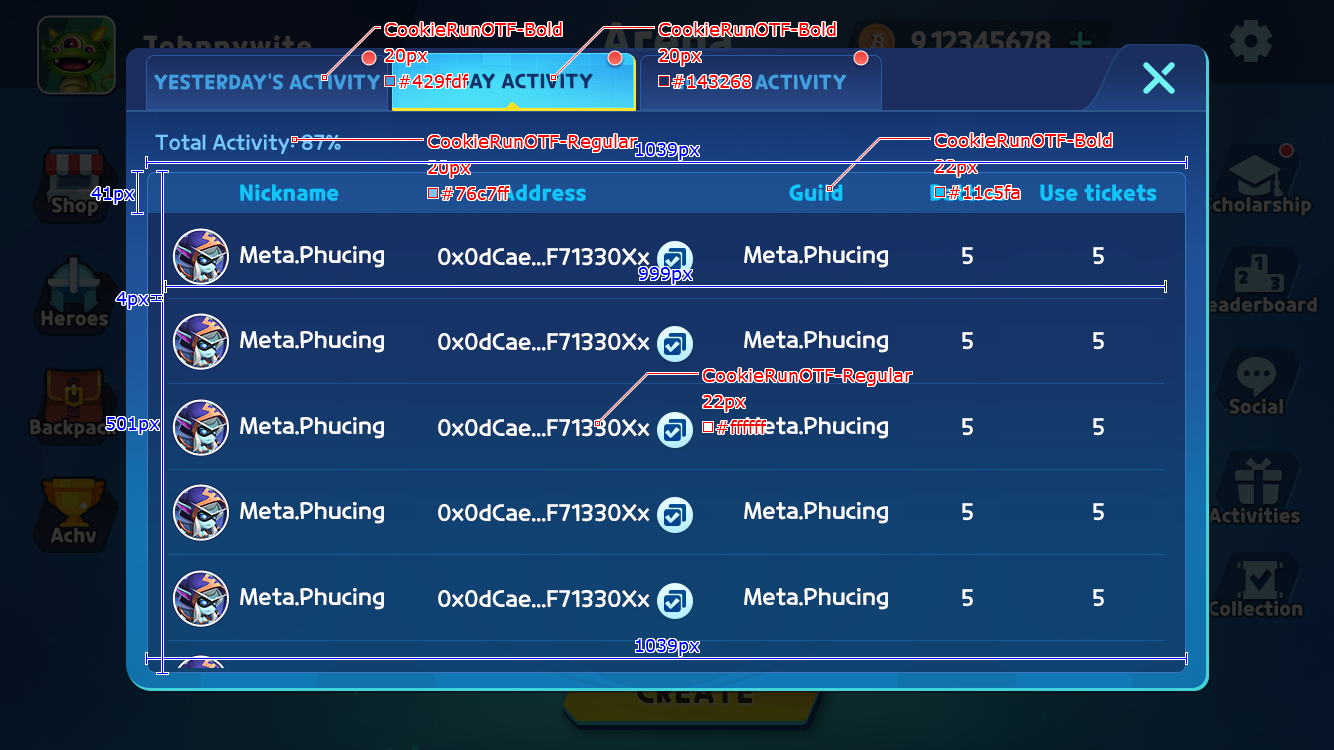 Johnnywite
Arena
912345678
CookieRunOTF-Bold
20px
#429fdf
CookieRunOTF-Bold
20px
#143268
YESTERDAY'S ACTIVITY
AY ACTIVITY
ACTIVITY
Total Activity: 87%
CookieRunOTF-Regular
20px
#76c7ff
1039px
CookieRunOTF-Bold
22px
#11c5fa
41px
Nickname
Address
Guild
Use tickets
Meta.Phucing
0x0dCae...F71330Xx
Meta.Phucing
5
5
999px
4px
Meta.Phucing
0x0dCae...F71330Xx
Meta.Phucing
5
5
CookieRunOTF-Regular
22px
#ffffff
501px
Meta.Phucing
0x0dCae...F71330Xx
eta.Phucing
5
5
Meta.Phucing
0x0dCae...F71330Xx
Meta.Phucing
5
5
Meta.Phucing
0x0dCae...F71330Xx
Meta.Phucing
5
5
1039px
Shop
Heroes
Backpack
Achv
cholarship
eaderboard
Social
Activities
Collection
CREATE